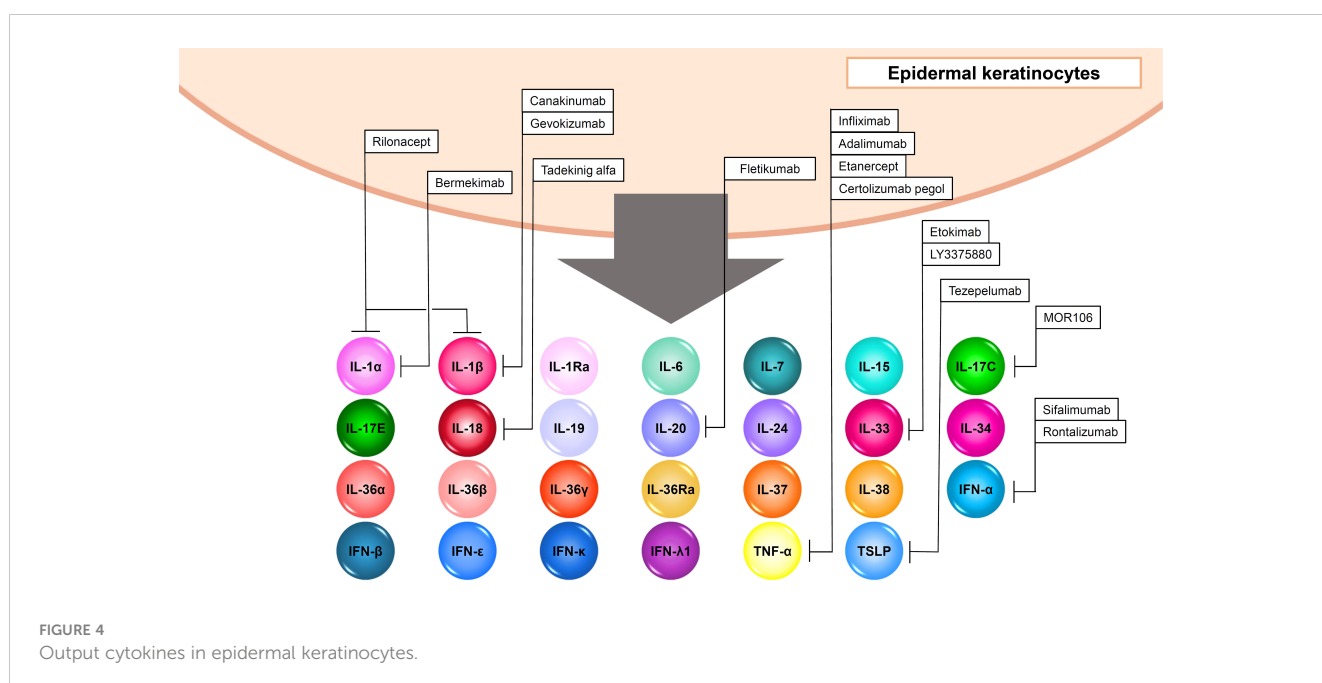 Epidermal keratinocytes
Canakinumab
Gevokizumab
Infliximab
Adalimumab
Etanercept
Certolizumab pegol
Rilonacept
Bermekimab
Tadekinig alfa
Fletikumab
Etokimab
LY3375880
Tezepelumab
MOR106
IL-1α
IL-1β
IL-1Ra
IL-6
IL-7
IL-15
IL-17C
Sifalimumab
Rontalizumab
IL-17E
IL-18
IL-19
IL-20
IL-24
IL-33
IL-34
IL-36α
IL-36β
IL-36γ
IL-36Ra
IL-37
IL-38
IFN-α
IFN-β
IFN-ε
IFN-κ
IFN-λ1
TNF-α
TSLP
FIGURE 4
Output cytokines in epidermal keratinocytes.